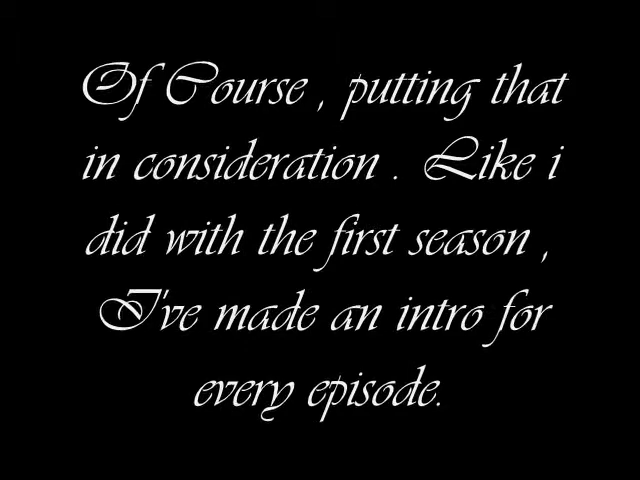 Of Course , putting that
in consideration . Like i
did with the first season ,
I've made an intro for
every episode.